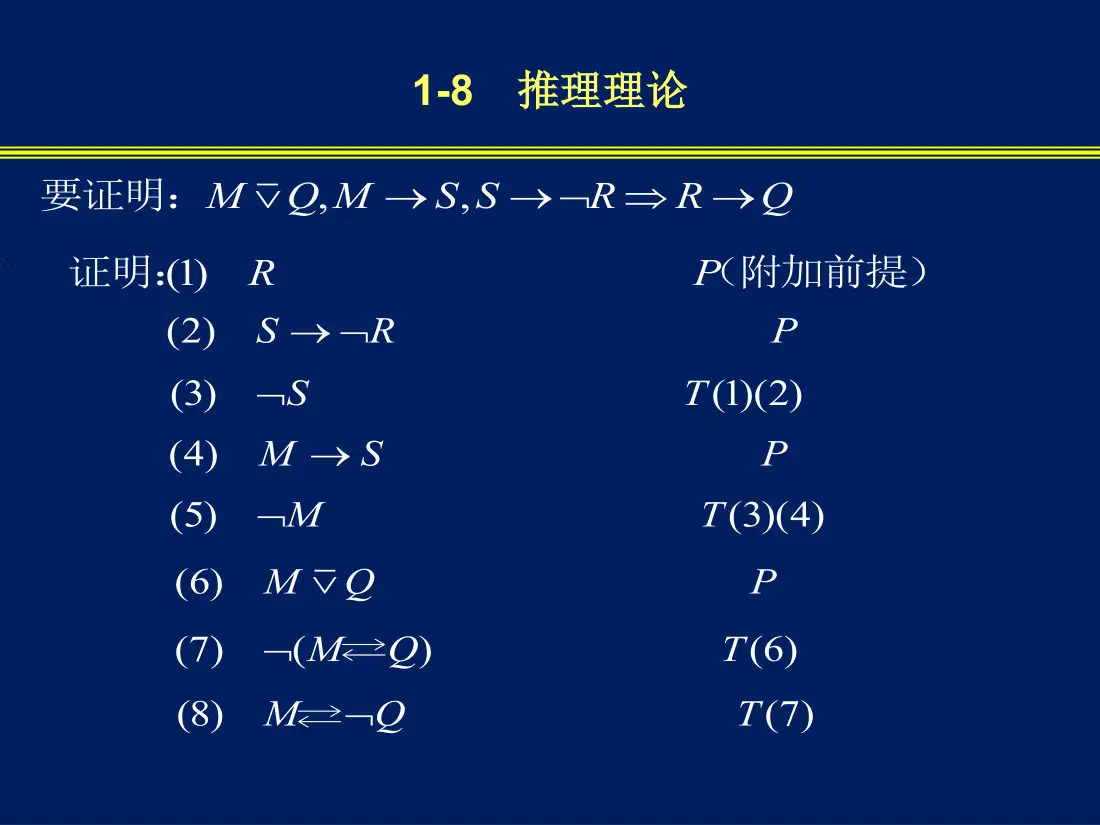 1-8 推理理论
要证明：M ⊽ Q, M → S, S → ¬R ⇒ R → Q
证明：(1) R P（附加前提）
(2) S → ¬R P
(3) ¬S T(1)(2)
(4) M → S P
(5) ¬M T(3)(4)
(6) M ⊽ Q P
(7) ¬(M⇄Q) T(6)
(8) M⇄¬Q T(7)